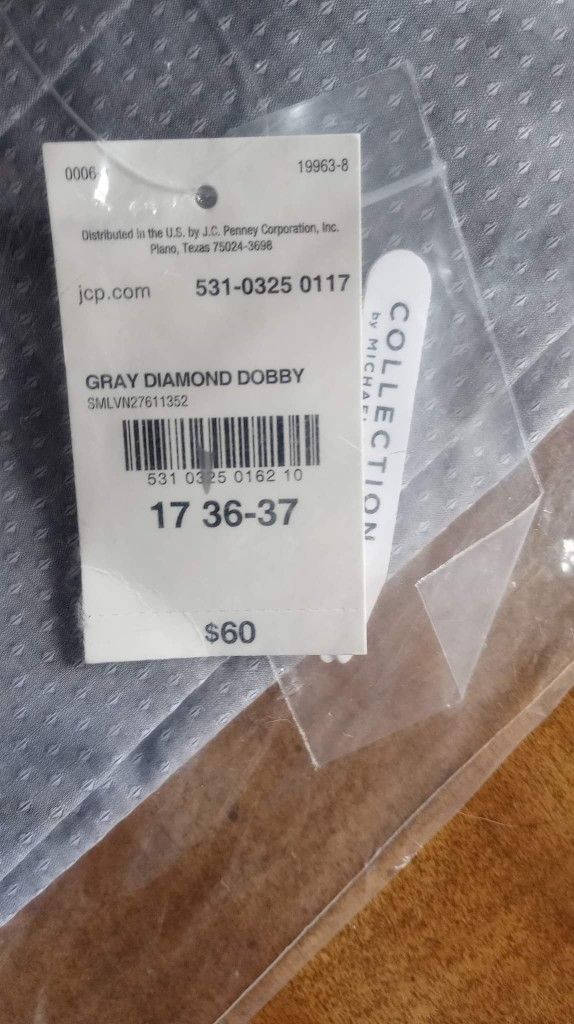 0006
19963-8
Distributed in the U.S. by J.C. Penney Corporation, Inc.
Plano, Texas 75024-3698
jcp.com
531-0325 0117
GRAY DIAMOND DOBBY
SMLVN27611352
531 0325 0162 10
17 36-37
$60
COLLECTION
by